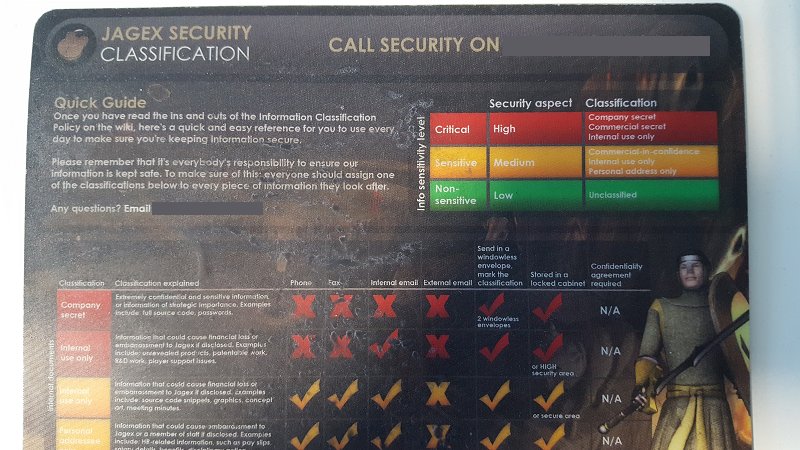 JAGEX SECURITY
CLASSIFICATION
CALL SECURITY ON
Quick Guide
Once you have read the ins and outs of the Information Classification
Policy on the wiki, here's a quick and easy reference for you to use every
day to make sure you're keeping information secure.
Please remember that it's everybody's responsibility to ensure our
information is kept safe. To make sure of this, everyone should assign one
of the classifications below to every piece of information they look after.
Any questions? Email
Info sensitivity level
Security aspect Classification
Critical High Company secret
Commercial secret
Internal use only
Sensitive Medium Commercial-in-confidence
Internal use only
Personal address only
Non-sensitive Low Unclassified
Classification Classification explained Phone Fax Internal email External email Send in a windowless envelope, mark the classification Stored in a locked cabinet Confidentiality agreement required
Internal documents
Company secret
Extremely confidential and sensitive information,
or information of strategic importance. Examples
include: full source code, passwords.
X X X X ✓ ✓ N/A
2 windowless envelopes
Internal use only
Information that could cause financial loss or
embarrassment to Jagex if disclosed. Examples
include: unrevealed products, patentable work,
R&D work, player support issues.
X X ✓ X ✓ ✓ N/A
or HIGH security area
Internal use only
Information that could cause financial loss or
embarrassment to Jagex if disclosed. Examples
include: source code snippets, graphics, concept
art, meeting minutes.
✓ ✓ ✓ X ✓ ✓ N/A
or secure area
Personal addressee
Information that could cause embarrassment to
Jagex or a member of staff if disclosed. Examples
include: HR-related information, such as pay slips,
✓ ✓ ✓ X ✓ ✓ N/A